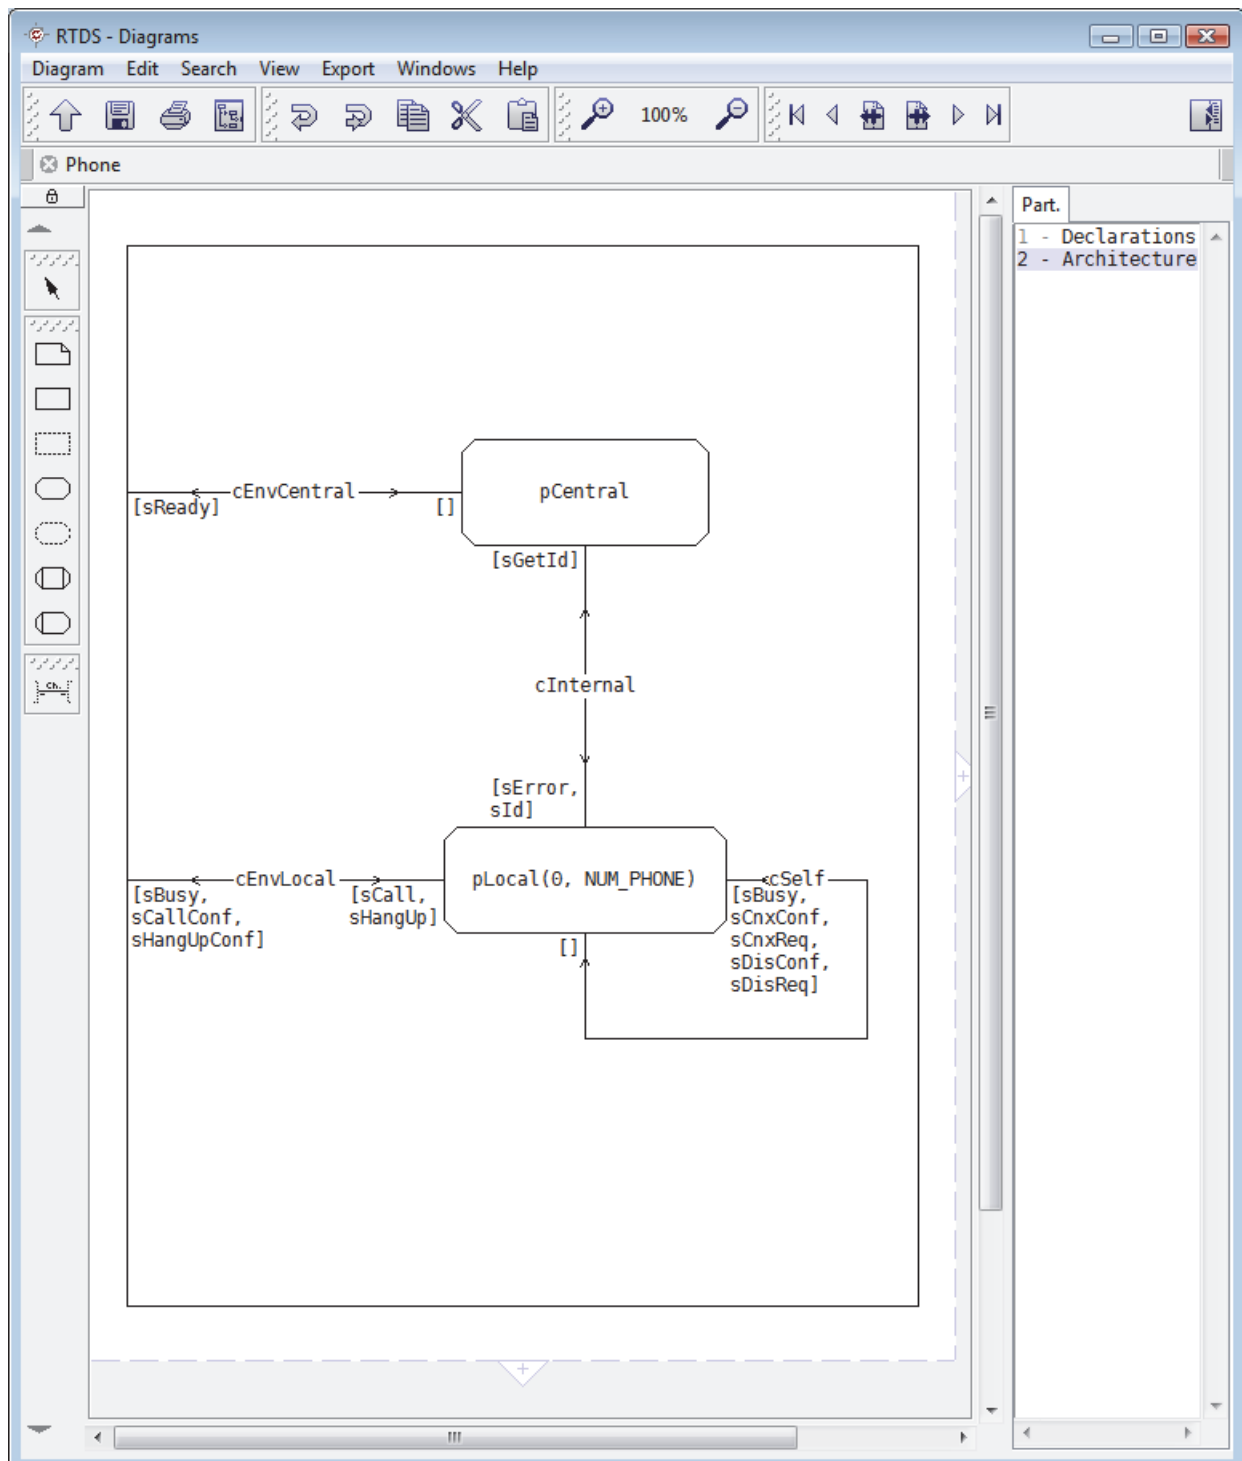 RTDS - Diagrams
Diagram Edit Search View Export Windows Help
100%
Phone
Part.
1 - Declarations
2 - Architecture
cEnvCentral
[sReady]
[]
pCentral
[sGetId]
cInternal
[sError,
sId]
cEnvLocal
[sBusy,
sCallConf,
sHangUpConf]
[sCall,
sHangUp]
pLocal(0, NUM_PHONE)
cSelf
[sBusy,
sCnxConf,
sCnxReq,
sDisConf,
sDisReq]
[]
Ch.